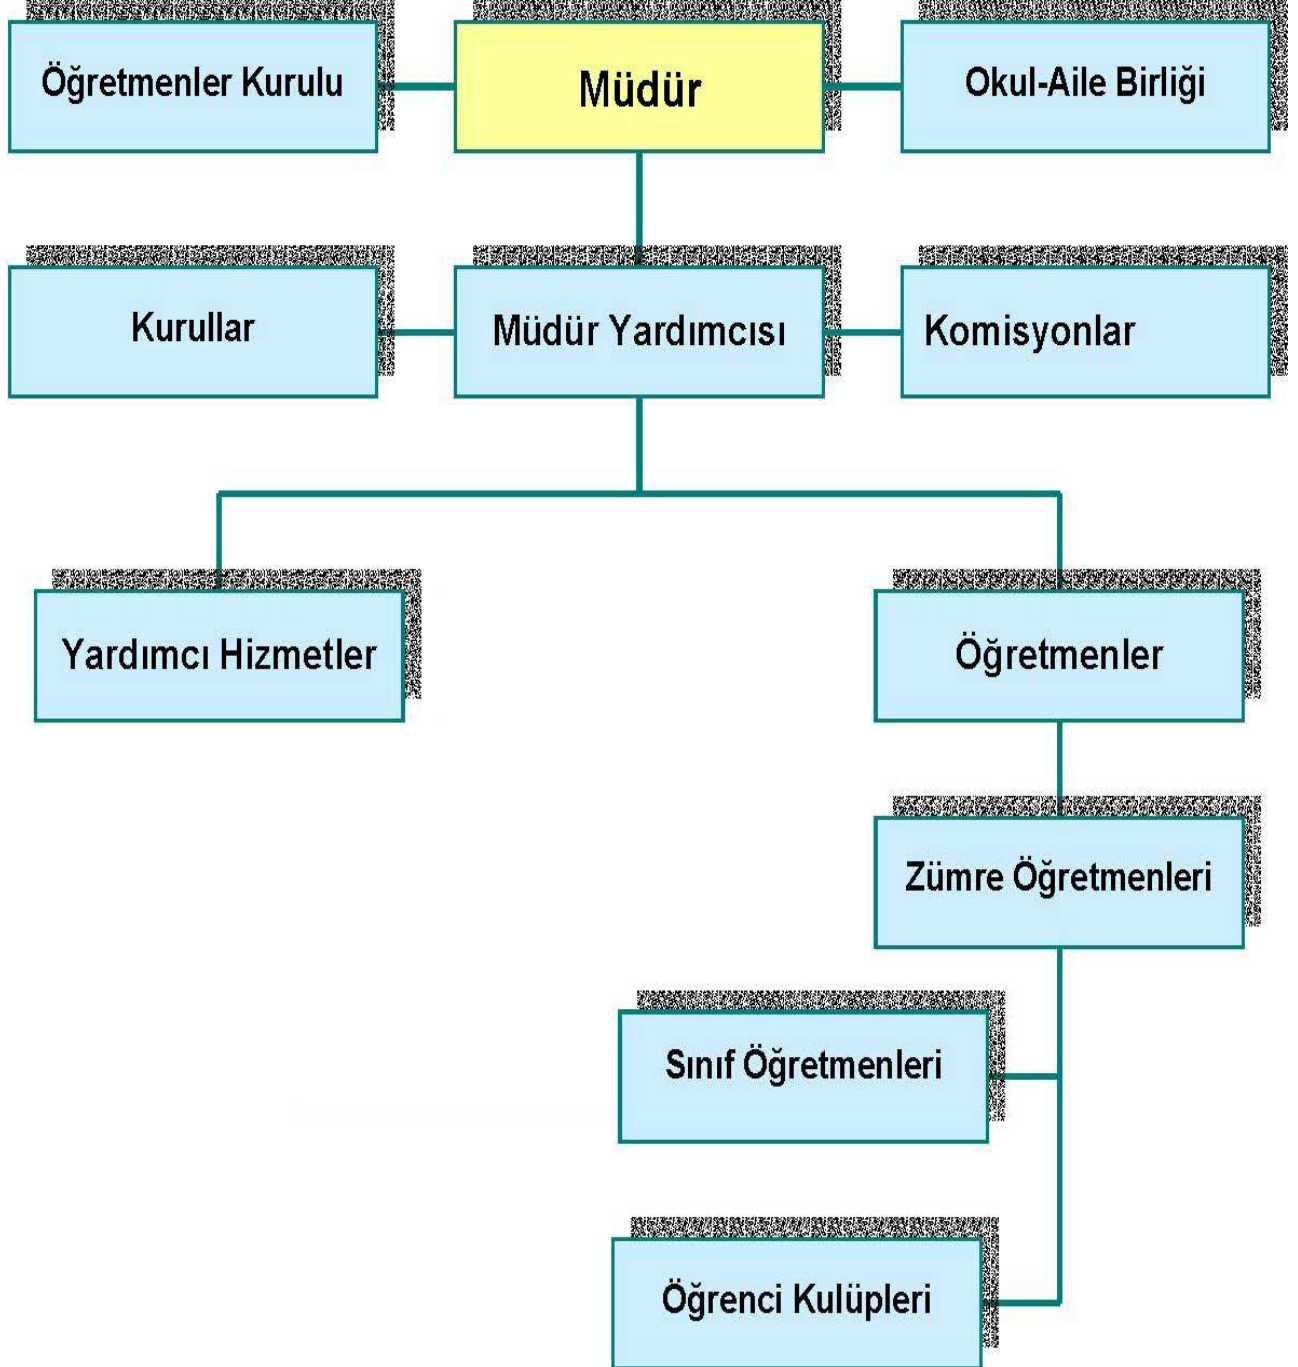 Öğretmenler Kurulu
Müdür
Okul-Aile Birliği
Kurullar
Müdür Yardımcısı
Komisyonlar
Yardımcı Hizmetler
Öğretmenler
Zümre Öğretmenleri
Sınıf Öğretmenleri
Öğrenci Kulüpleri